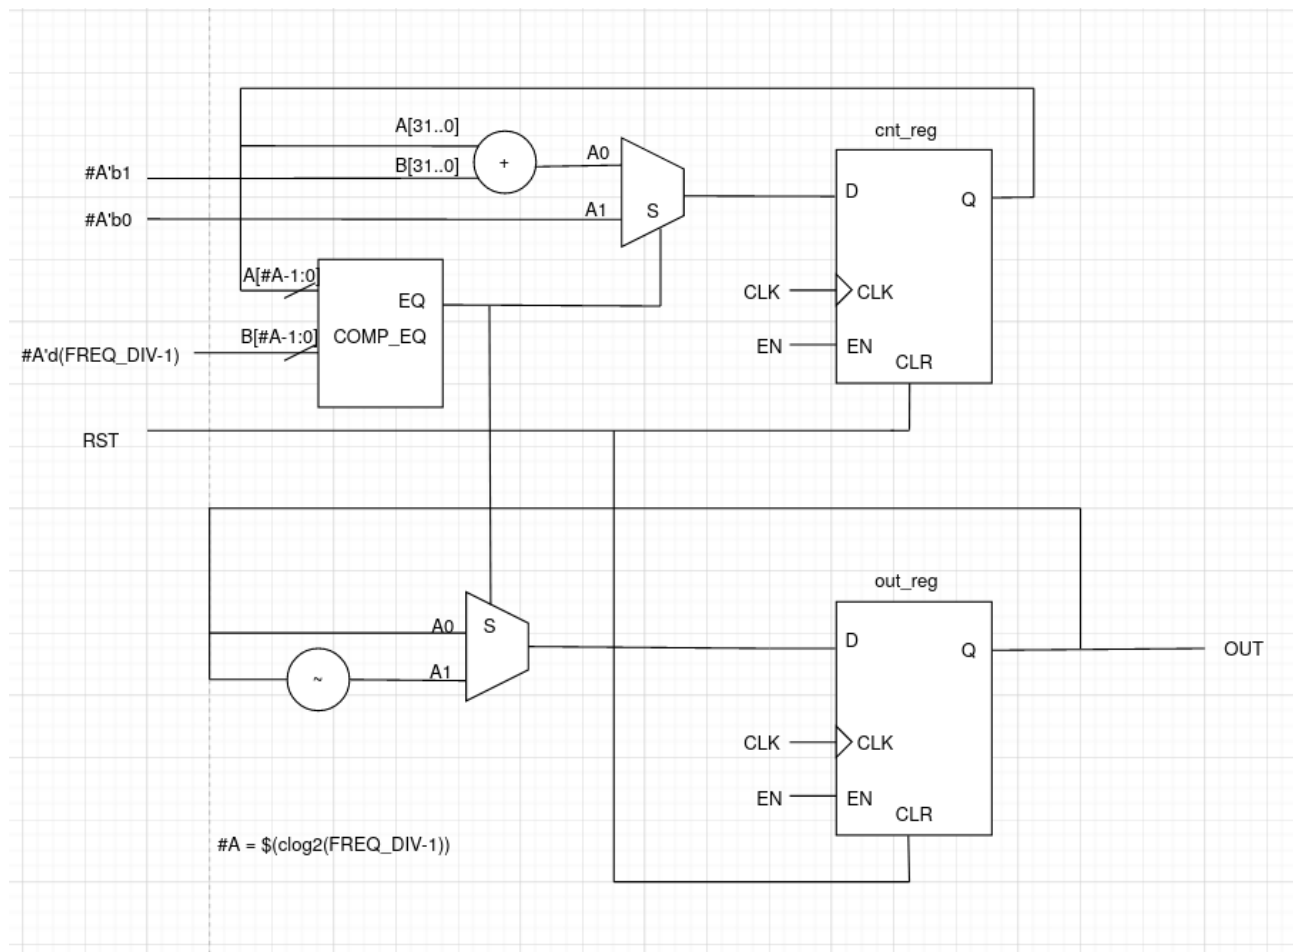 cnt_reg
A[31..0]
#A'b1
B[31..0]
+
A0
#A'b0
A1
S
D
Q
A[#A-1:0]
EQ
CLK
CLK
B[#A-1:0]
COMP_EQ
#A'd(FREQ_DIV-1)
EN
EN
CLR
RST
out_reg
A0
S
D
Q
OUT
~
A1
CLK
CLK
EN
EN
CLR
#A = $(clog2(FREQ_DIV-1))